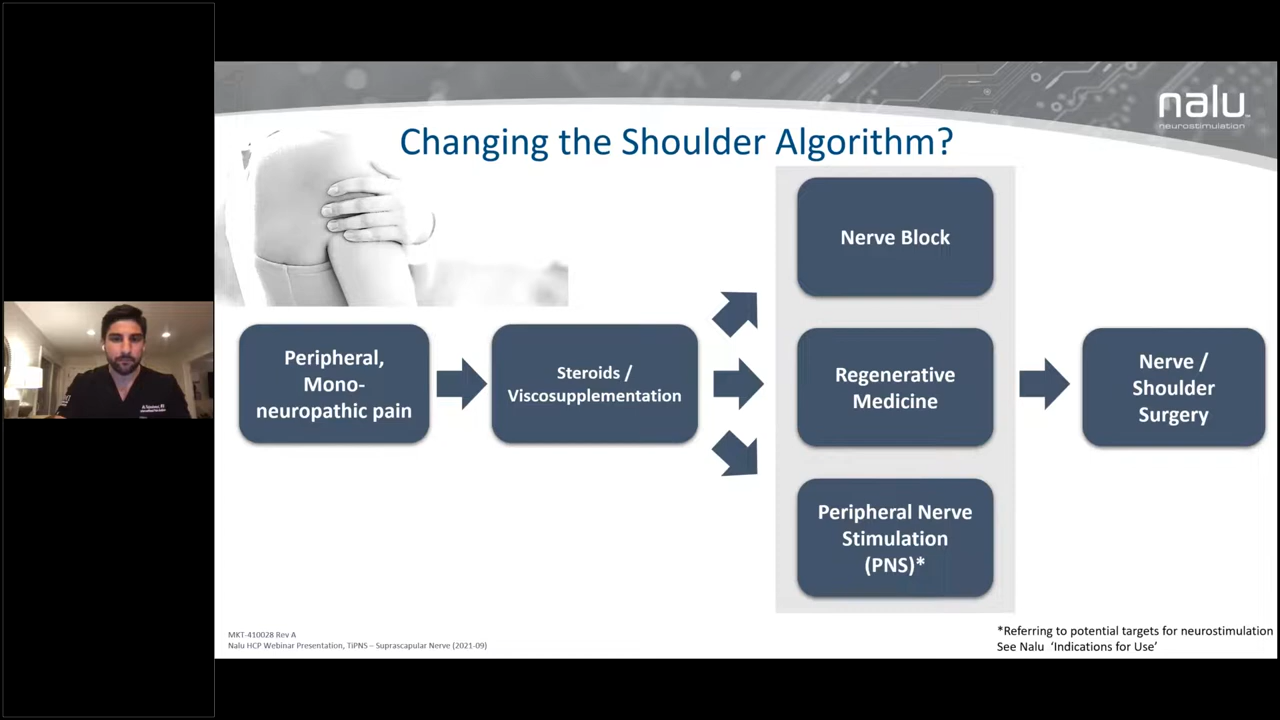 nalu
neurostimulation
Changing the Shoulder Algorithm?
Peripheral,
Mono-
neuropathic pain
Steroids /
Viscosupplementation
Nerve Block
Regenerative
Medicine
Peripheral Nerve
Stimulation
(PNS)*
Nerve /
Shoulder
Surgery
MKT-410028 Rev A
Nalu HCP Webinar Presentation, TiPNS – Suprascapular Nerve (2021-09)
*Referring to potential targets for neurostimulation
See Nalu 'Indications for Use'